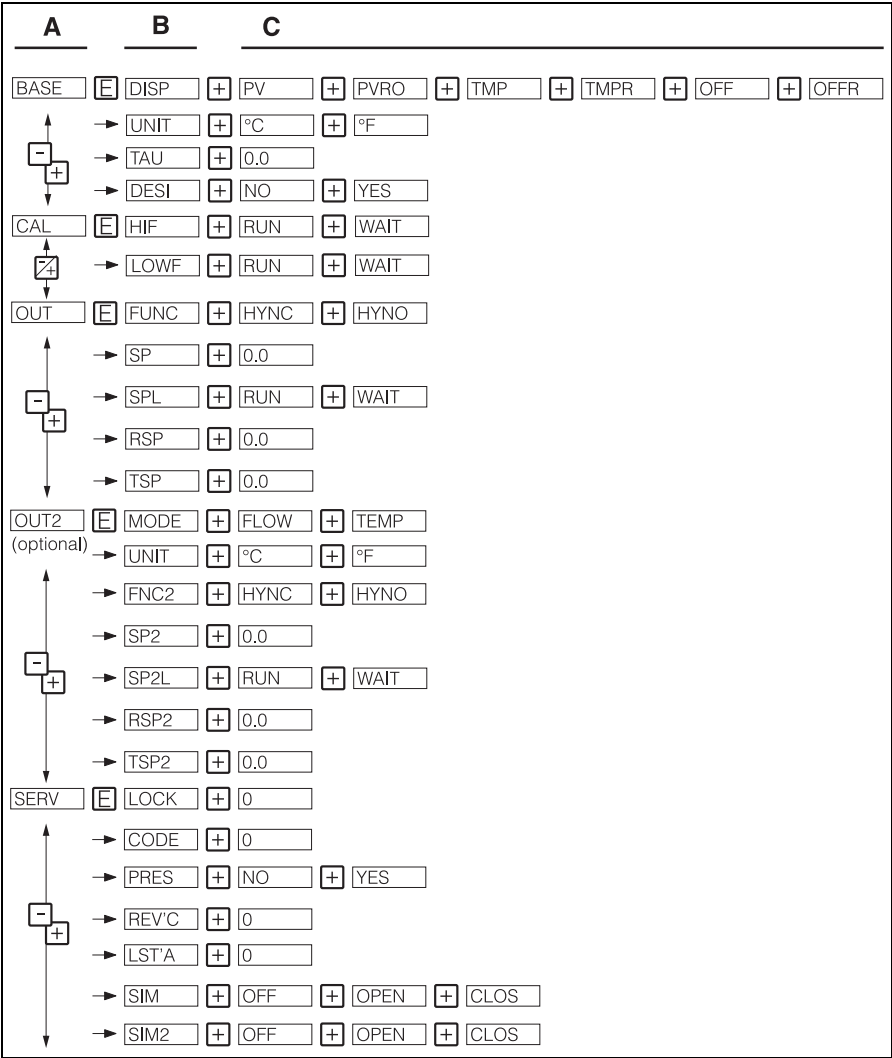 A B C
BASE E DISP + PV + PVRO + TMP + TMPR + OFF + OFFR
UNIT + °C + °F
- + TAU + 0.0
DESI + NO + YES
CAL E HIF + RUN + WAIT
-/+ LOWF + RUN + WAIT
OUT E FUNC + HYNC + HYNO
SP + 0.0
- + SPL + RUN + WAIT
RSP + 0.0
TSP + 0.0
OUT2 E MODE + FLOW + TEMP
(optional) UNIT + °C + °F
FNC2 + HYNC + HYNO
SP2 + 0.0
- + SP2L + RUN + WAIT
RSP2 + 0.0
TSP2 + 0.0
SERV E LOCK + 0
CODE + 0
PRES + NO + YES
- + REV'C + 0
LST'A + 0
SIM + OFF + OPEN + CLOS
SIM2 + OFF + OPEN + CLOS